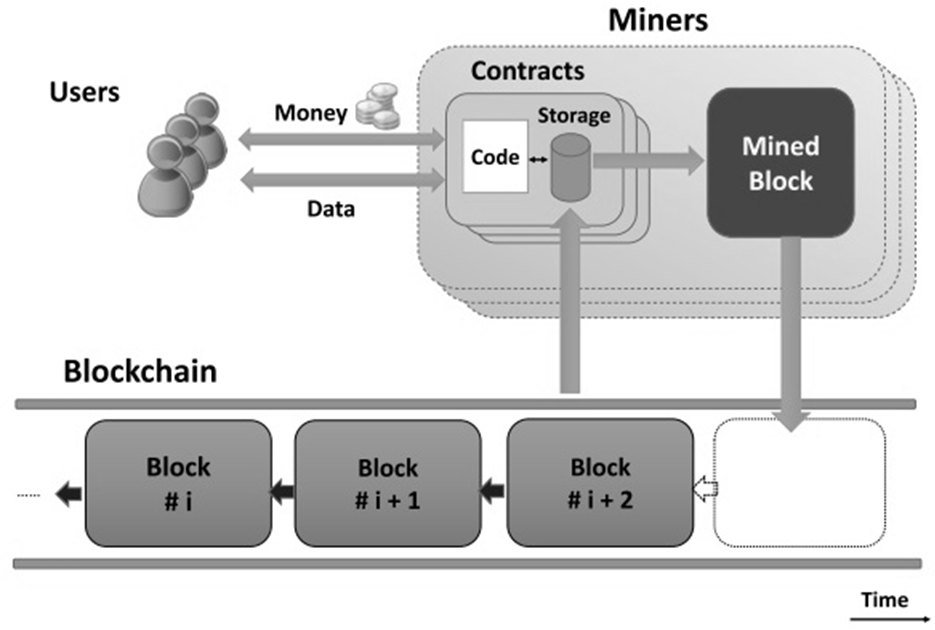 Miners
Contracts
Users
Money
Storage
Code
Mined
Block
Data
Blockchain
Block
# i
Block
# i + 1
Block
# i + 2
......
Time